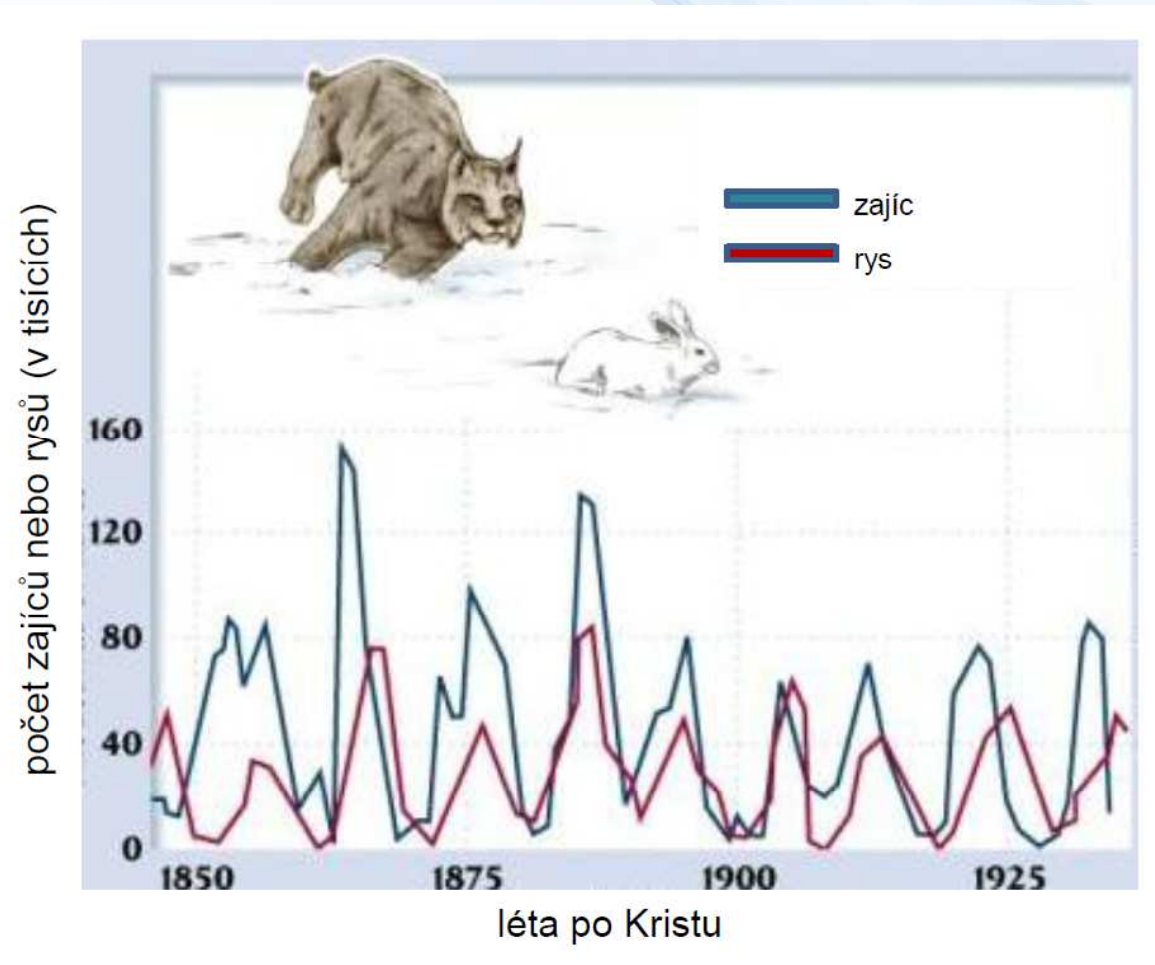 počet zajíců nebo rysů (v tisících)
zajíc
rys
160
120
80
40
0
1850
1875
1900
1925
léta po Kristu